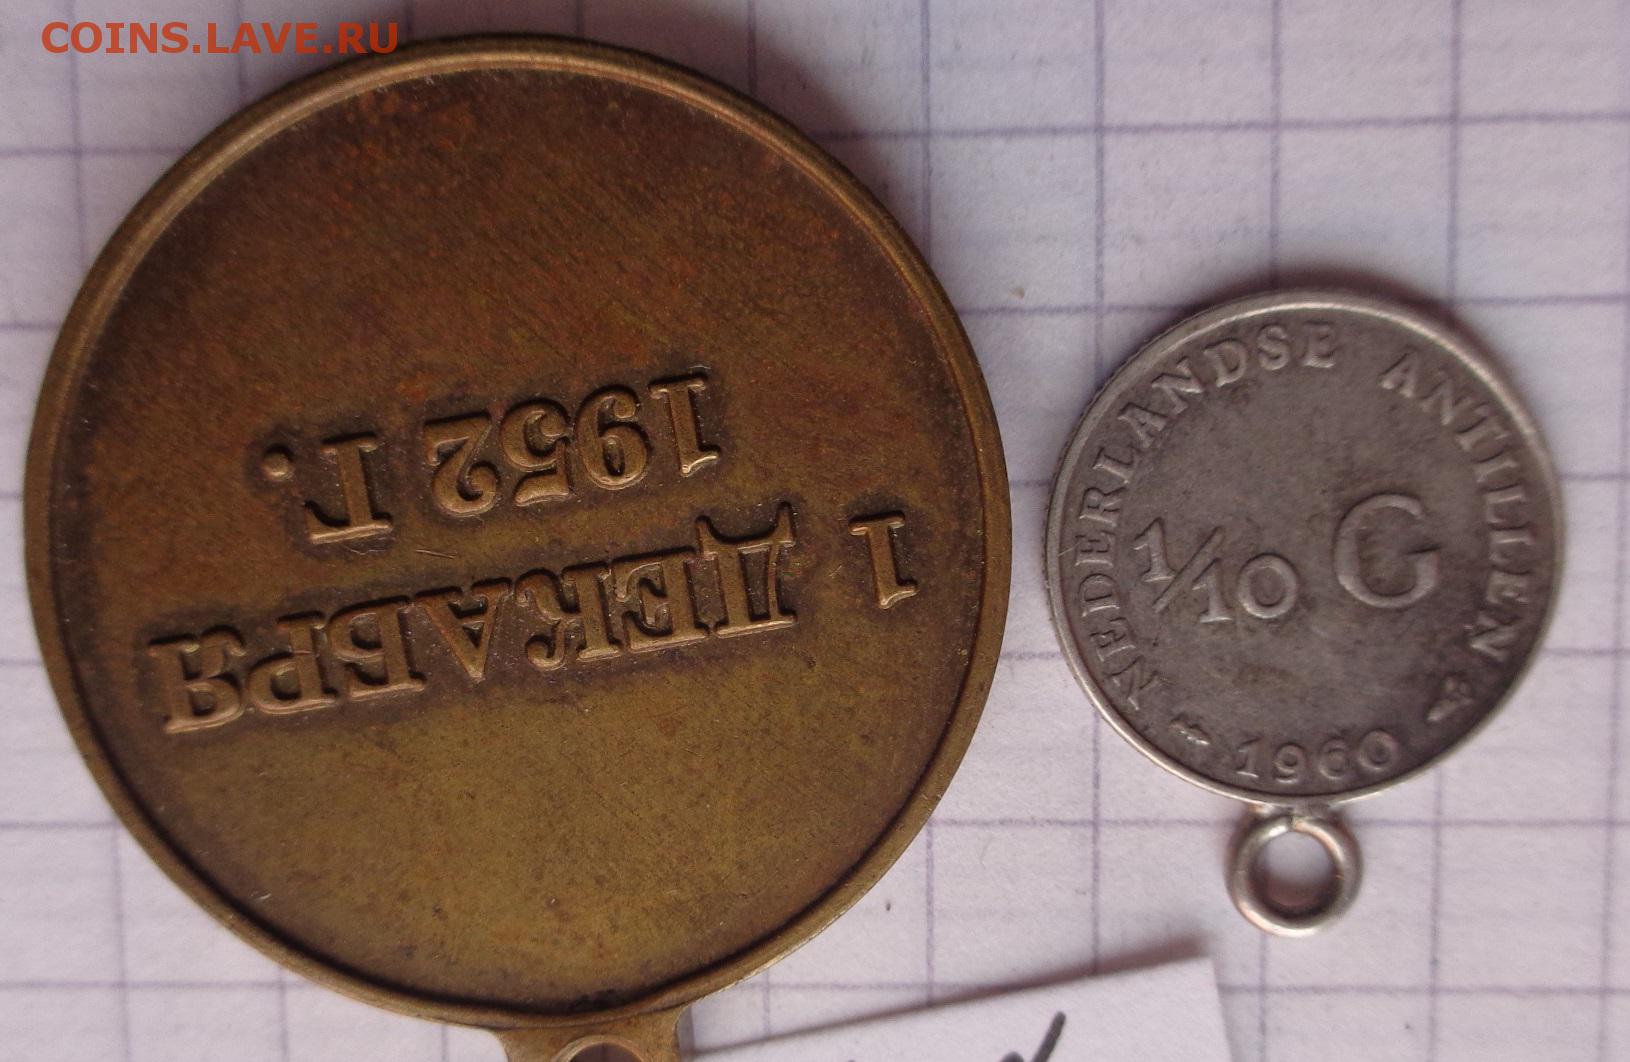 COINS.LAVE.RU
1 ДЕКАБРЯ
1952 Г.
NEDERLANDSE ANTILLEN
1/10 G
1960